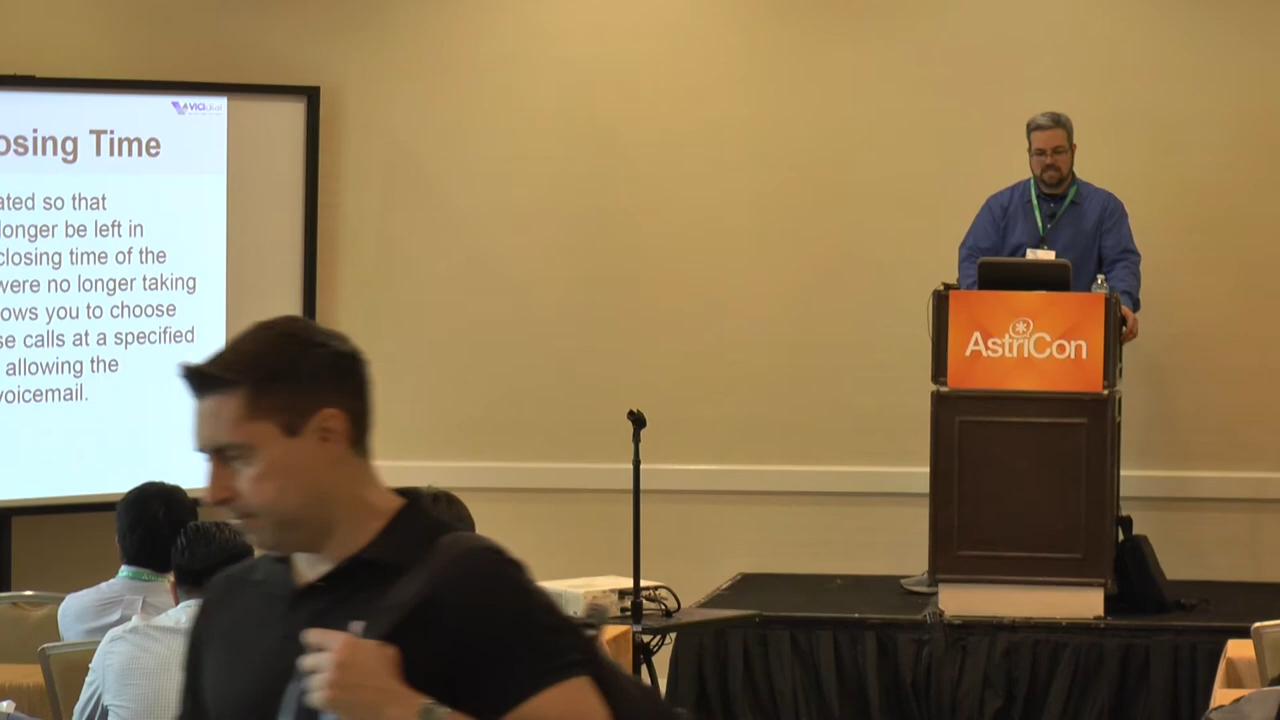 VICIdial
osing Time
ated so that
longer be left in
closing time of the
were no longer taking
ows you to choose
se calls at a specified
allowing the
voicemail.
AstriCon